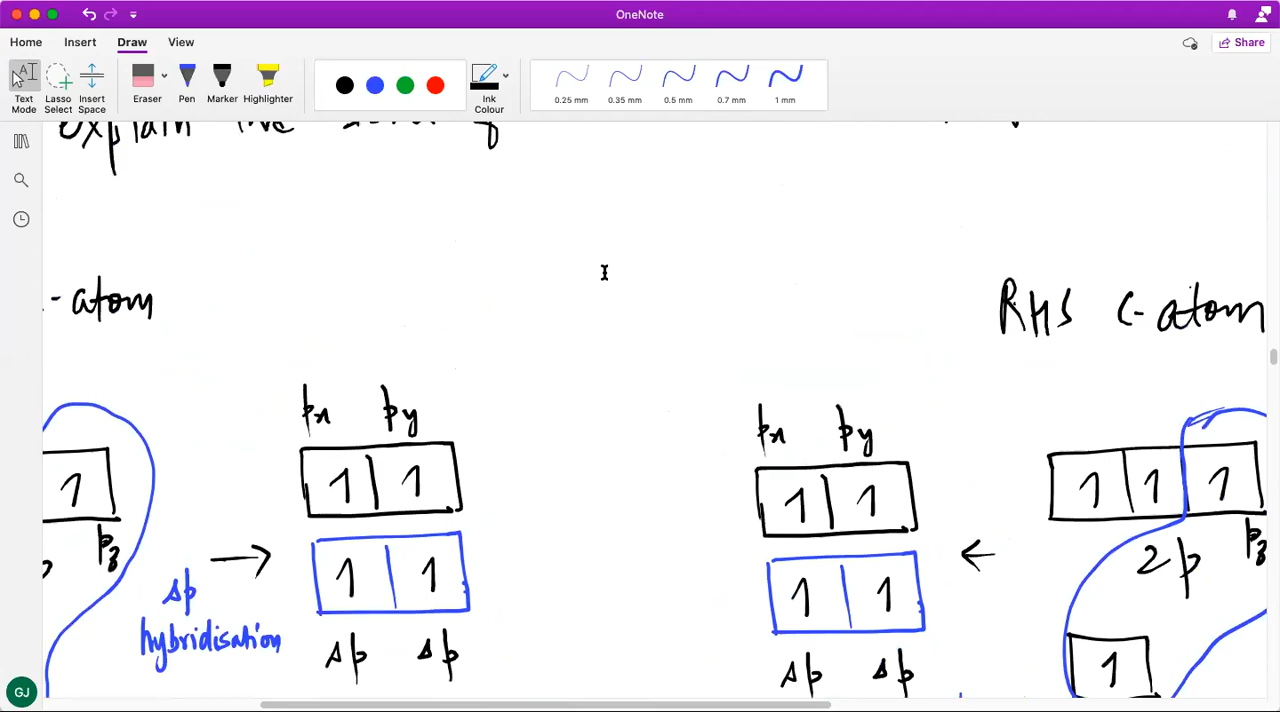 OneNote
Home Insert Draw View
Share
Text Mode
Lasso Select
Insert Space
Eraser
Pen
Marker
Highlighter
Ink Colour
0.25 mm
0.35 mm
0.5 mm
0.7 mm
1 mm
explain the
- atom
RHS C-atom
px py
px py
1
1 1
1 1
1 1 1
pz
2p
pz
sp
hybridisation
1 1
1 1
1
sp sp
sp sp
GJ